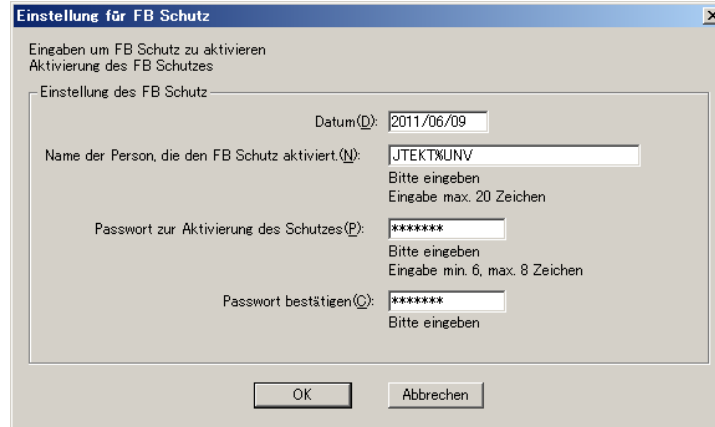 Einstellung für FB Schutz
Eingaben um FB Schutz zu aktivieren
Aktivierung des FB Schutzes
Einstellung des FB Schutz
Datum(D): 2011/06/09
Name der Person, die den FB Schutz aktiviert.(N): JTEKT%UNV
Bitte eingeben
Eingabe max. 20 Zeichen
Passwort zur Aktivierung des Schutzes(P): *******
Bitte eingeben
Eingabe min. 6, max. 8 Zeichen
Passwort bestätigen(C): *******
Bitte eingeben
OK Abbrechen